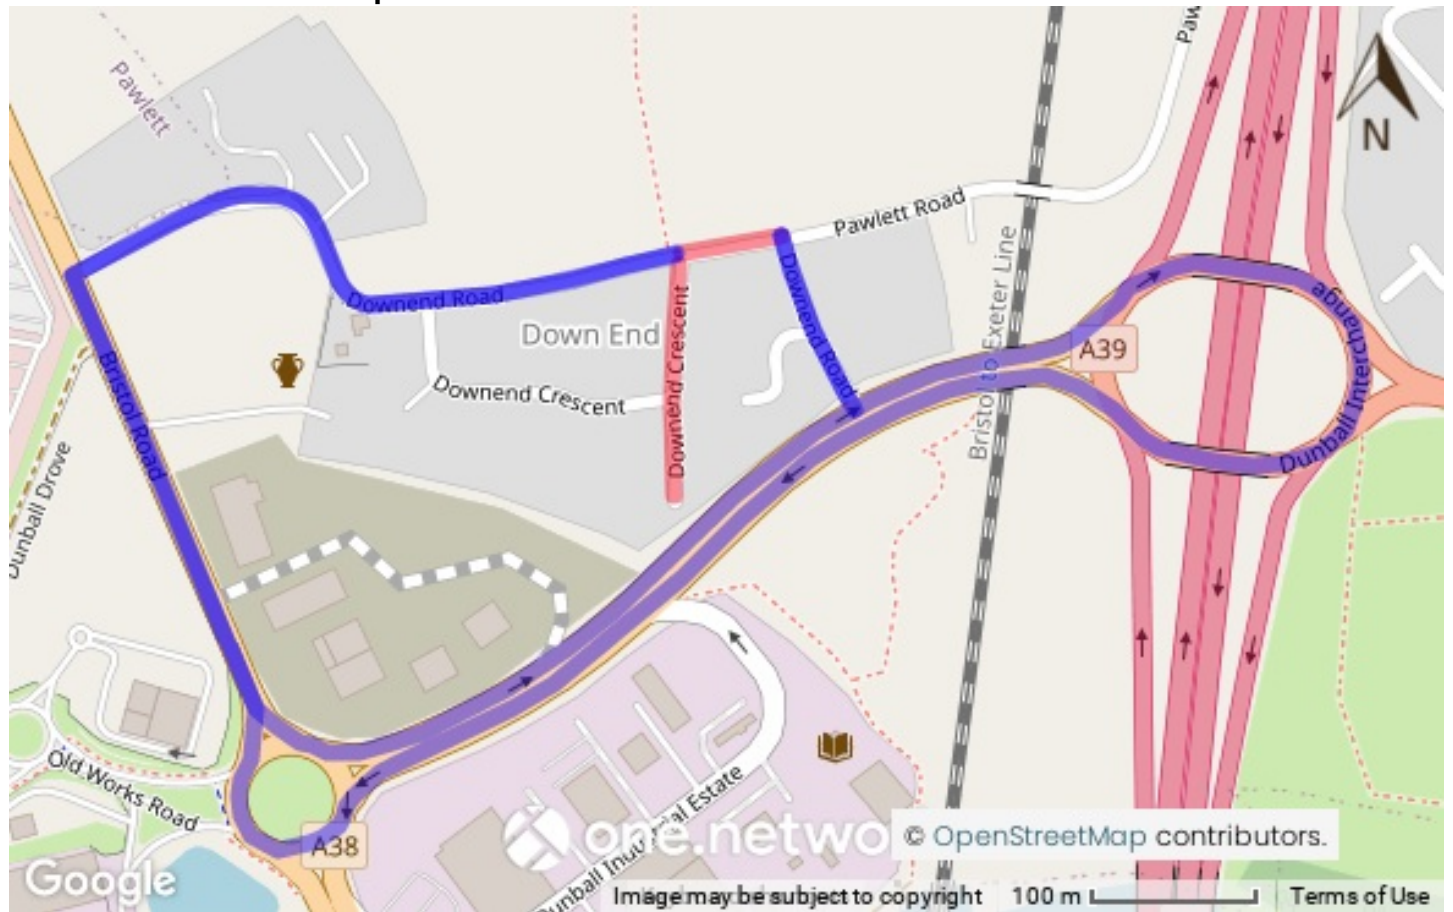 Pawlett
Paw
N
Pawlett Road
Downend Road
Downend Road
Down End
Downend Crescent
Downend Crescent
Bristol to Exeter Line
A39
Dunball Interchange
Bristol Road
Dunball Drove
Old Works Road
A38
Dunball Industrial Estate
one.netwo
© OpenStreetMap contributors.
Google
Image may be subject to copyright
100 m
Terms of Use